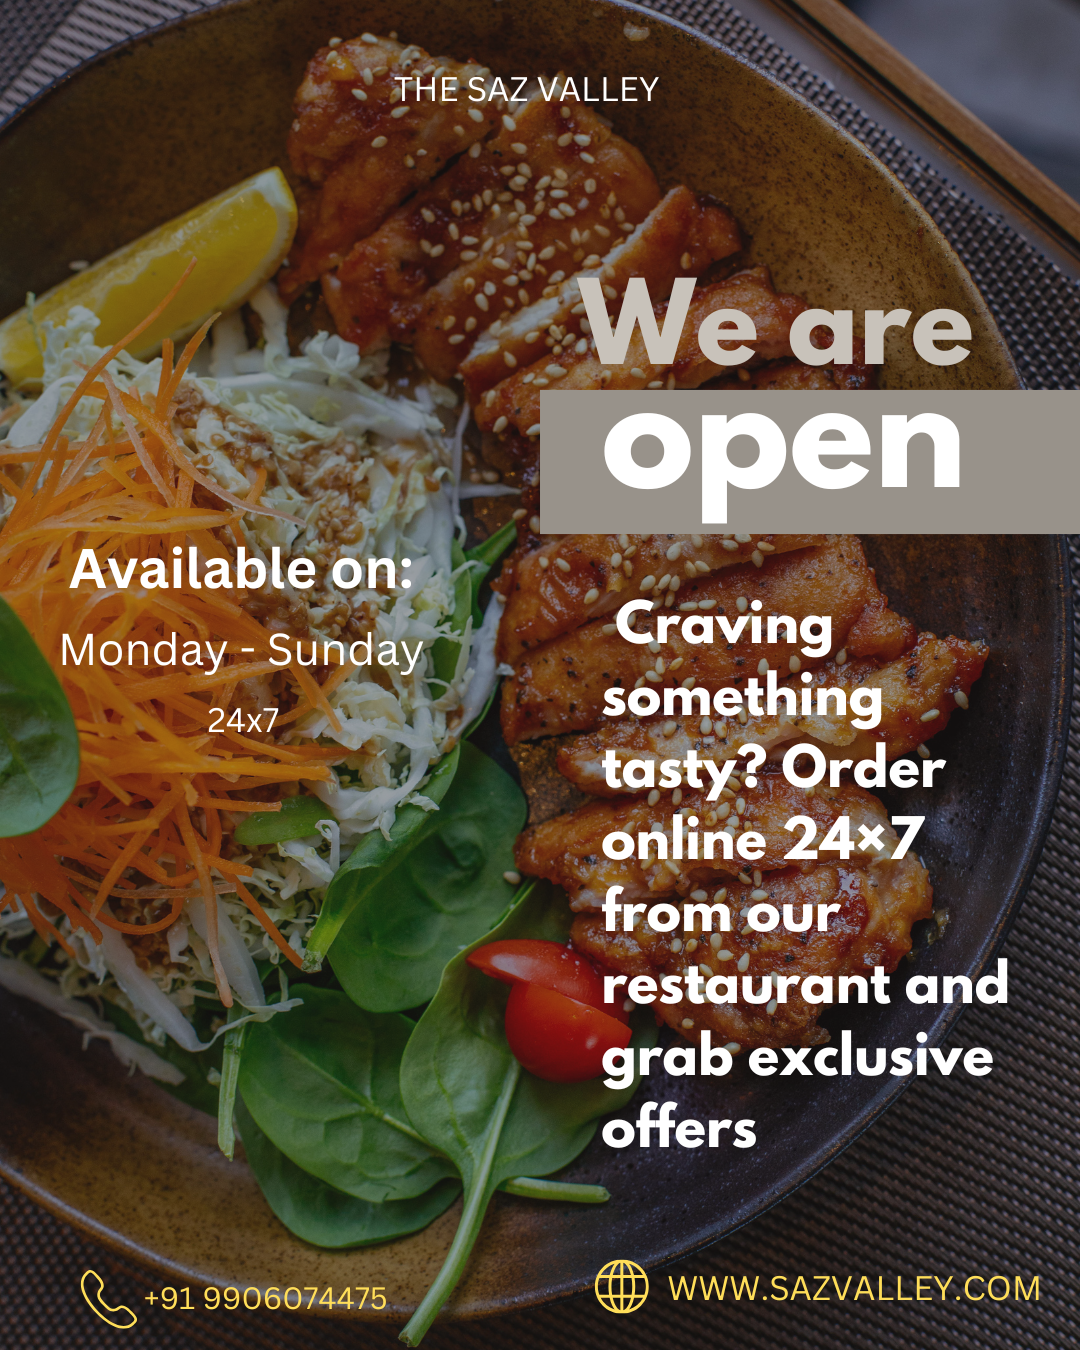 THE SAZ VALLEY
We are
open
Available on:
Monday - Sunday
24x7
Craving
something
tasty? Order
online 24×7
from our
restaurant and
grab exclusive
offers
+91 9906074475
WWW.SAZVALLEY.COM